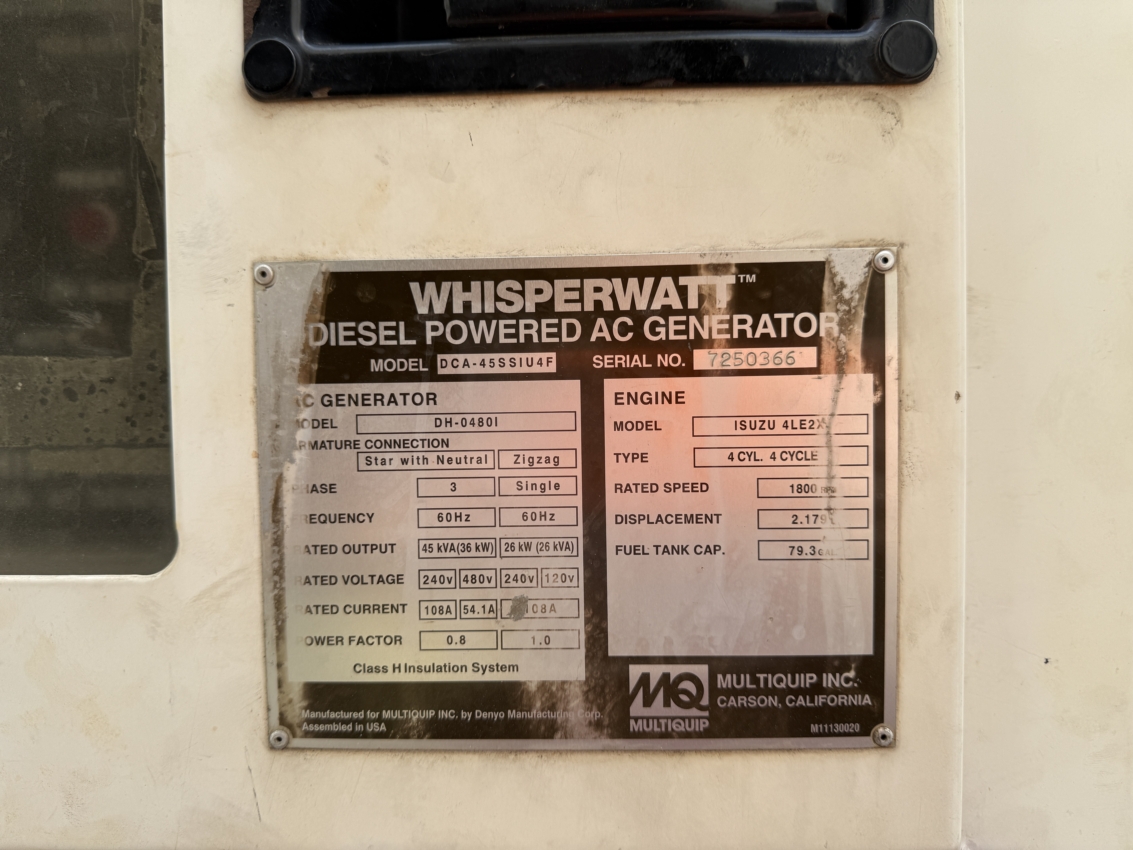 WHISPERWATT™
DIESEL POWERED AC GENERATOR
MODEL DCA-45SSIU4F SERIAL NO. 7250366
AC GENERATOR
MODEL DH-0480I
ARMATURE CONNECTION
Star with Neutral Zigzag
PHASE 3 Single
FREQUENCY 60Hz 60Hz
RATED OUTPUT 45 kVA(36 kW) 26 kW (26 kVA)
RATED VOLTAGE 240v 480v 240v 120v
RATED CURRENT 108A 54.1A 108A
POWER FACTOR 0.8 1.0
Class H Insulation System
ENGINE
MODEL ISUZU 4LE2X
TYPE 4 CYL. 4 CYCLE
RATED SPEED 1800 RPM
DISPLACEMENT 2.179
FUEL TANK CAP. 79.3 GAL.
Manufactured for MULTIQUIP INC. by Denyo Manufacturing Corp.
Assembled in USA
MQ
MULTIQUIP
MULTIQUIP INC.
CARSON, CALIFORNIA
M11130020